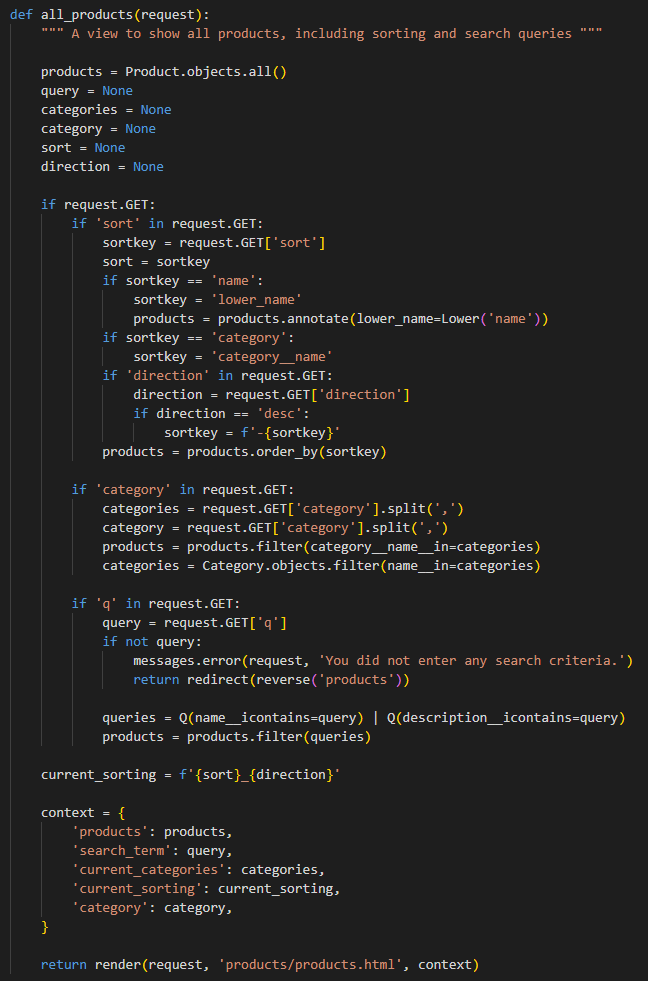 def all_products(request):
    """ A view to show all products, including sorting and search queries """

    products = Product.objects.all()
    query = None
    categories = None
    category = None
    sort = None
    direction = None

    if request.GET:
        if 'sort' in request.GET:
            sortkey = request.GET['sort']
            sort = sortkey
            if sortkey == 'name':
                sortkey = 'lower_name'
                products = products.annotate(lower_name=Lower('name'))
            if sortkey == 'category':
                sortkey = 'category__name'
            if 'direction' in request.GET:
                direction = request.GET['direction']
                if direction == 'desc':
                    sortkey = f'-{sortkey}'
            products = products.order_by(sortkey)

        if 'category' in request.GET:
            categories = request.GET['category'].split(',')
            category = request.GET['category'].split(',')
            products = products.filter(category__name__in=categories)
            categories = Category.objects.filter(name__in=categories)

        if 'q' in request.GET:
            query = request.GET['q']
            if not query:
                messages.error(request, 'You did not enter any search criteria.')
                return redirect(reverse('products'))

            queries = Q(name__icontains=query) | Q(description__icontains=query)
            products = products.filter(queries)

    current_sorting = f'{sort}_{direction}'

    context = {
        'products': products,
        'search_term': query,
        'current_categories': categories,
        'current_sorting': current_sorting,
        'category': category,
    }

    return render(request, 'products/products.html', context)